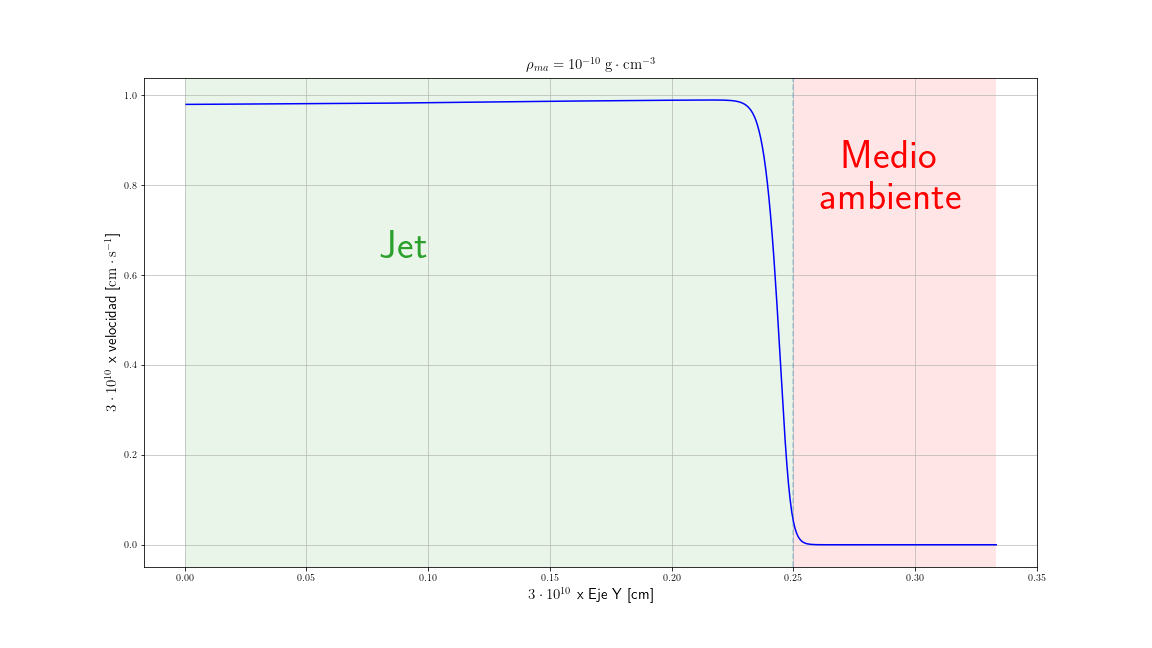 ρ_ma = 10⁻¹⁰ g · cm⁻³
1.0
0.8
0.6
0.4
0.2
0.0
3 · 10¹⁰ x velocidad [cm · s⁻¹]
Jet
Medio
ambiente
0.00 0.05 0.10 0.15 0.20 0.25 0.30 0.35
3 · 10¹⁰ x Eje Y [cm]